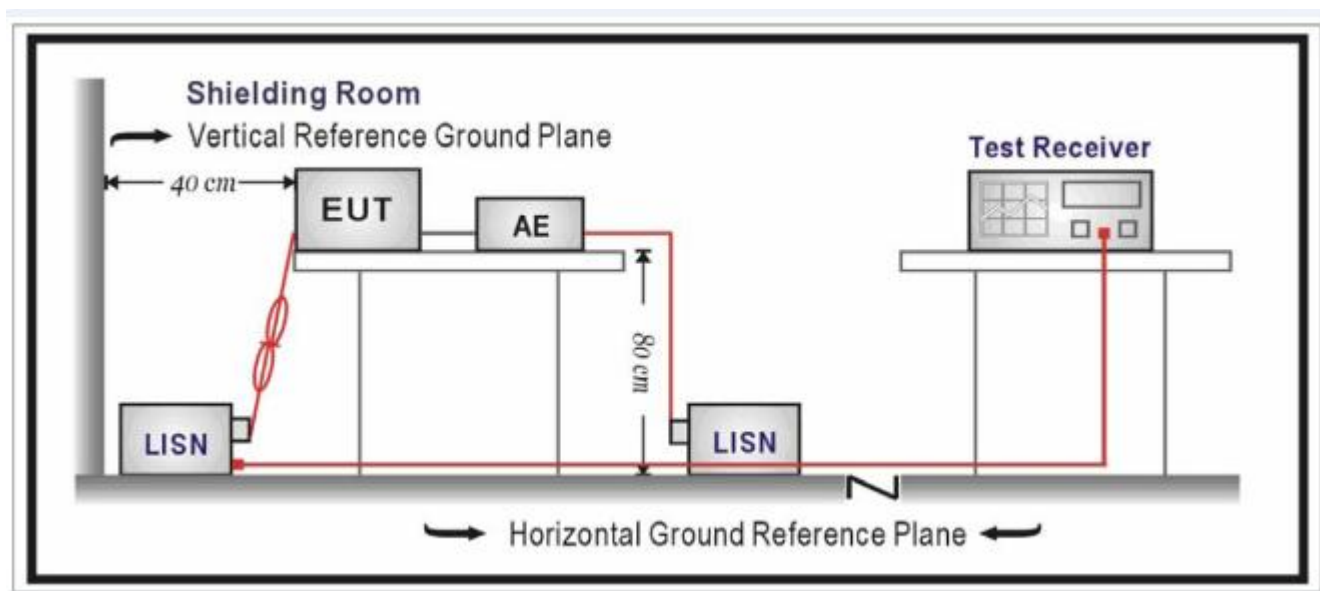 Shielding Room
Vertical Reference Ground Plane
Test Receiver
40 cm
EUT
AE
80 cm
LISN
LISN
Horizontal Ground Reference Plane